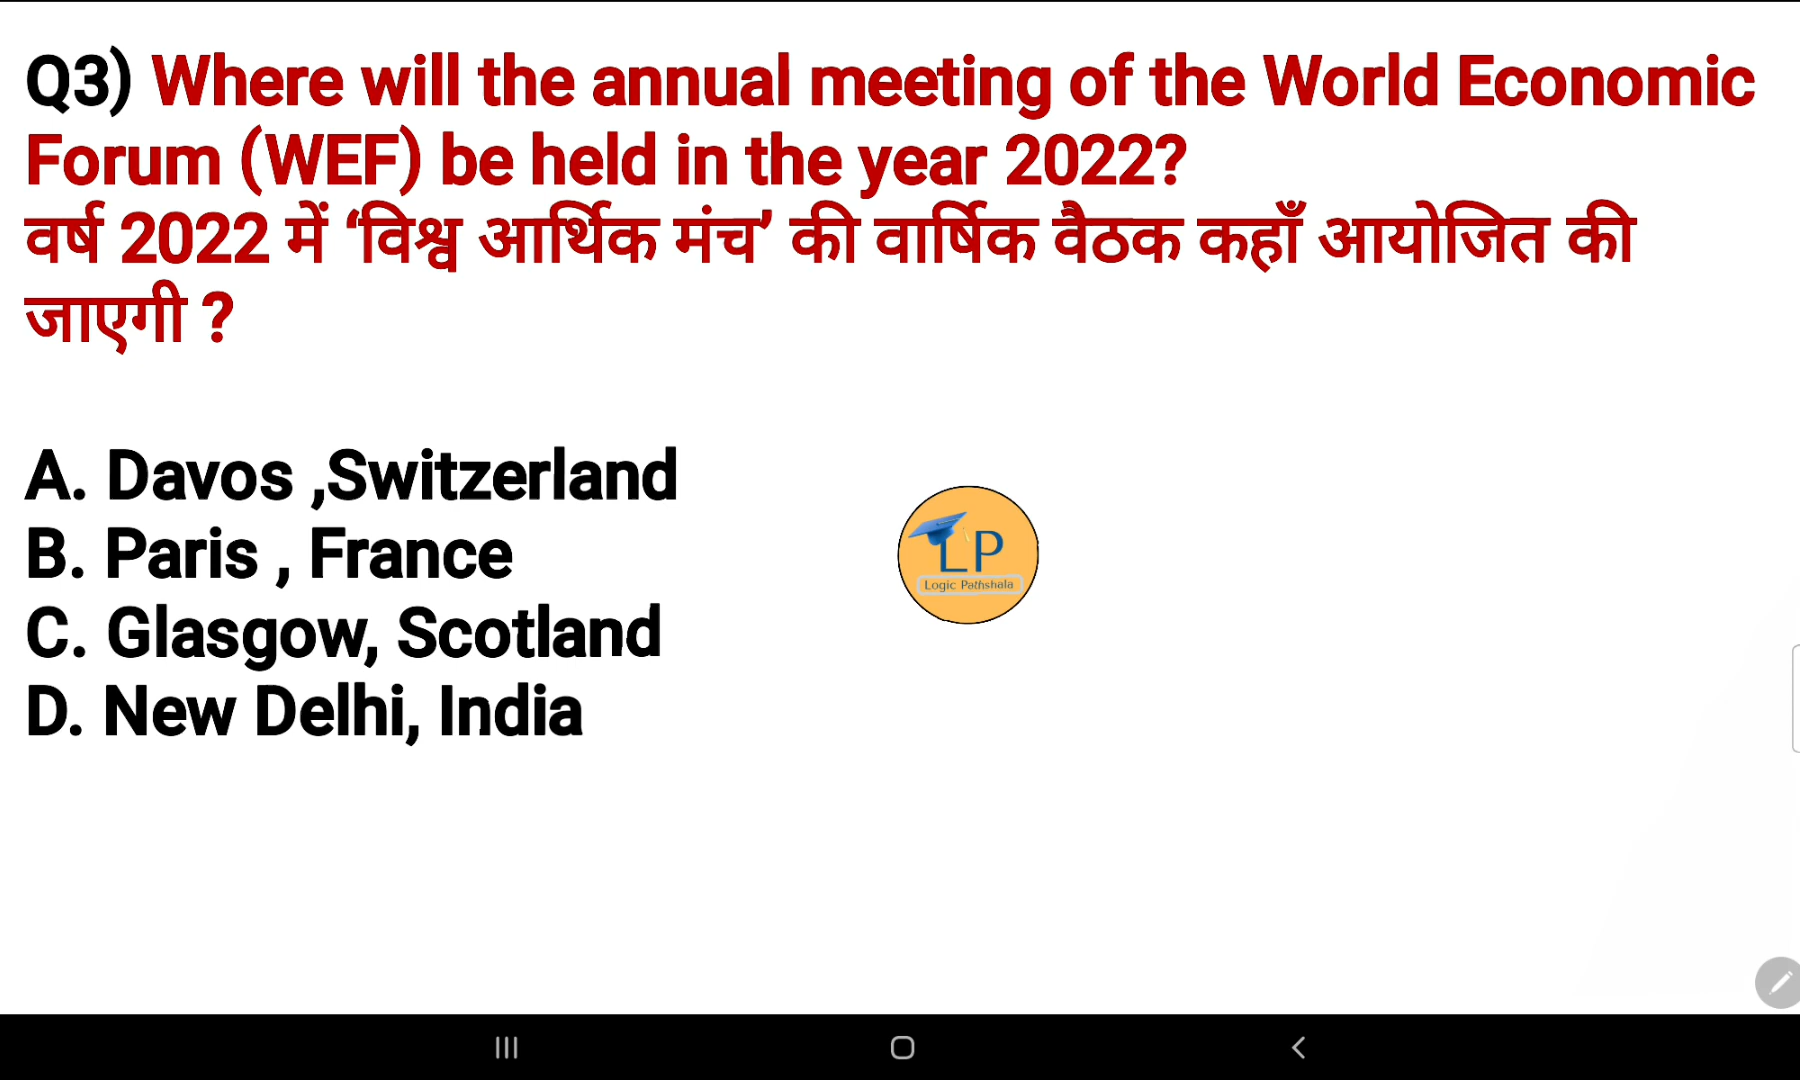 Q3) Where will the annual meeting of the World Economic
Forum (WEF) be held in the year 2022?
वर्ष 2022 में ‘विश्व आर्थिक मंच’ की वार्षिक वैठक कहाँ आयोजित की
जाएगी ?
A. Davos ,Switzerland
B. Paris , France
C. Glasgow, Scotland
D. New Delhi, India
LP
Logic Pathshala